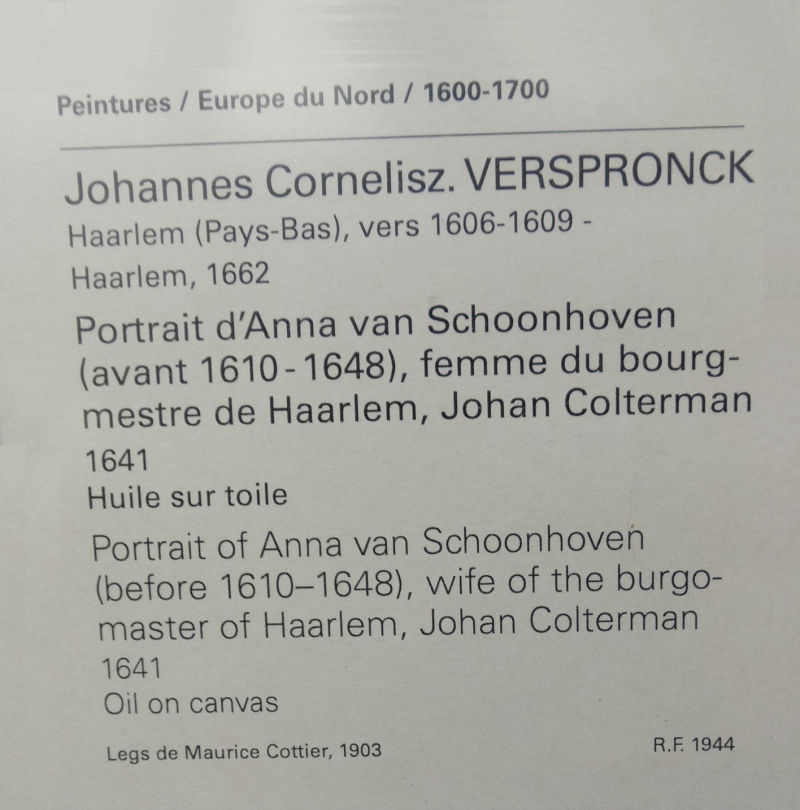 Peintures / Europe du Nord / 1600-1700
Johannes Cornelisz. VERSPRONCK
Haarlem (Pays-Bas), vers 1606-1609 -
Haarlem, 1662
Portrait d'Anna van Schoonhoven
(avant 1610-1648), femme du bourg-
mestre de Haarlem, Johan Colterman
1641
Huile sur toile
Portrait of Anna van Schoonhoven
(before 1610–1648), wife of the burgo-
master of Haarlem, Johan Colterman
1641
Oil on canvas
Legs de Maurice Cottier, 1903
R.F. 1944